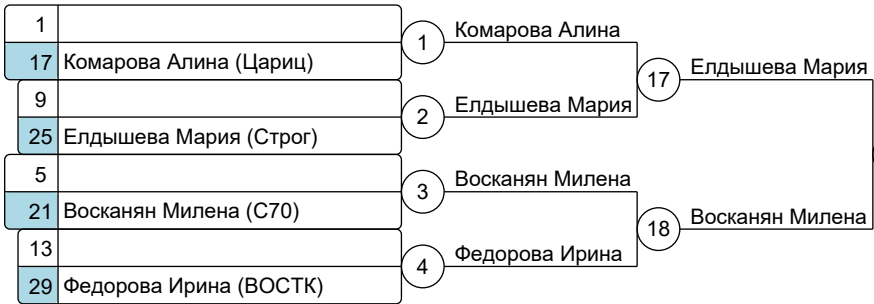 1
17 Комарова Алина (Цариц)
9
25 Елдышева Мария (Строг)
5
21 Восканян Милена (С70)
13
29 Федорова Ирина (ВОСТК)
1
Комарова Алина
2
Елдышева Мария
3
Восканян Милена
4
Федорова Ирина
17
Елдышева Мария
18
Восканян Милена